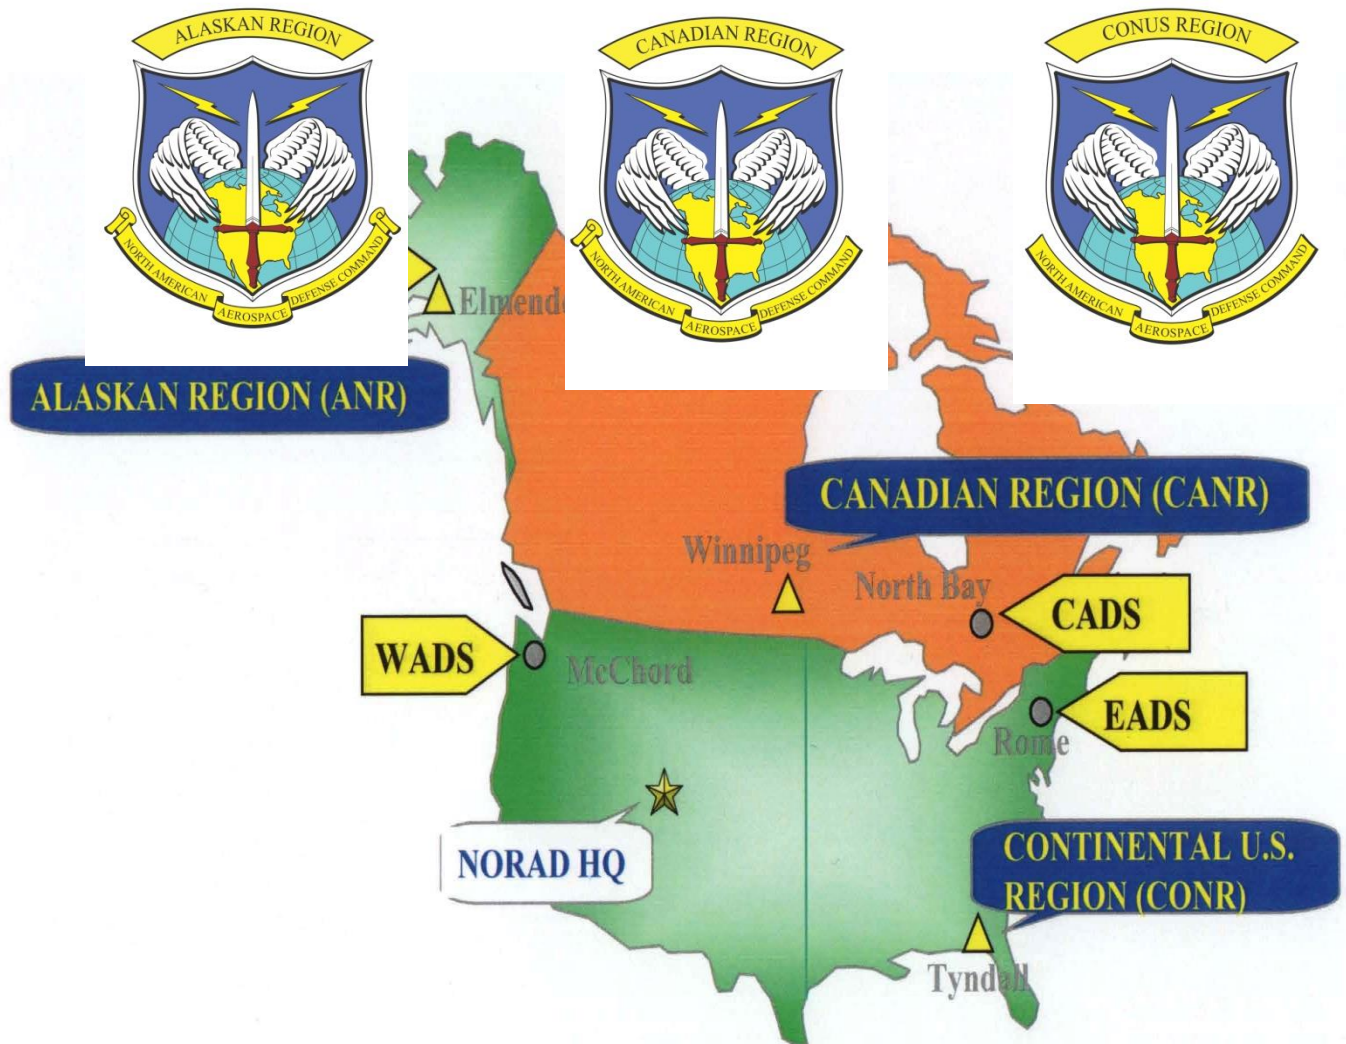 ALASKAN REGION
NORTH AMERICAN
AEROSPACE
DEFENSE COMMAND
CANADIAN REGION
NORTH AMERICAN
AEROSPACE
DEFENSE COMMAND
CONUS REGION
NORTH AMERICAN
AEROSPACE
DEFENSE COMMAND
Elmend
ALASKAN REGION (ANR)
CANADIAN REGION (CANR)
Winnipeg
North Bay
CADS
WADS
McChord
EADS
Rome
NORAD HQ
CONTINENTAL U.S.
REGION (CONR)
Tyndall